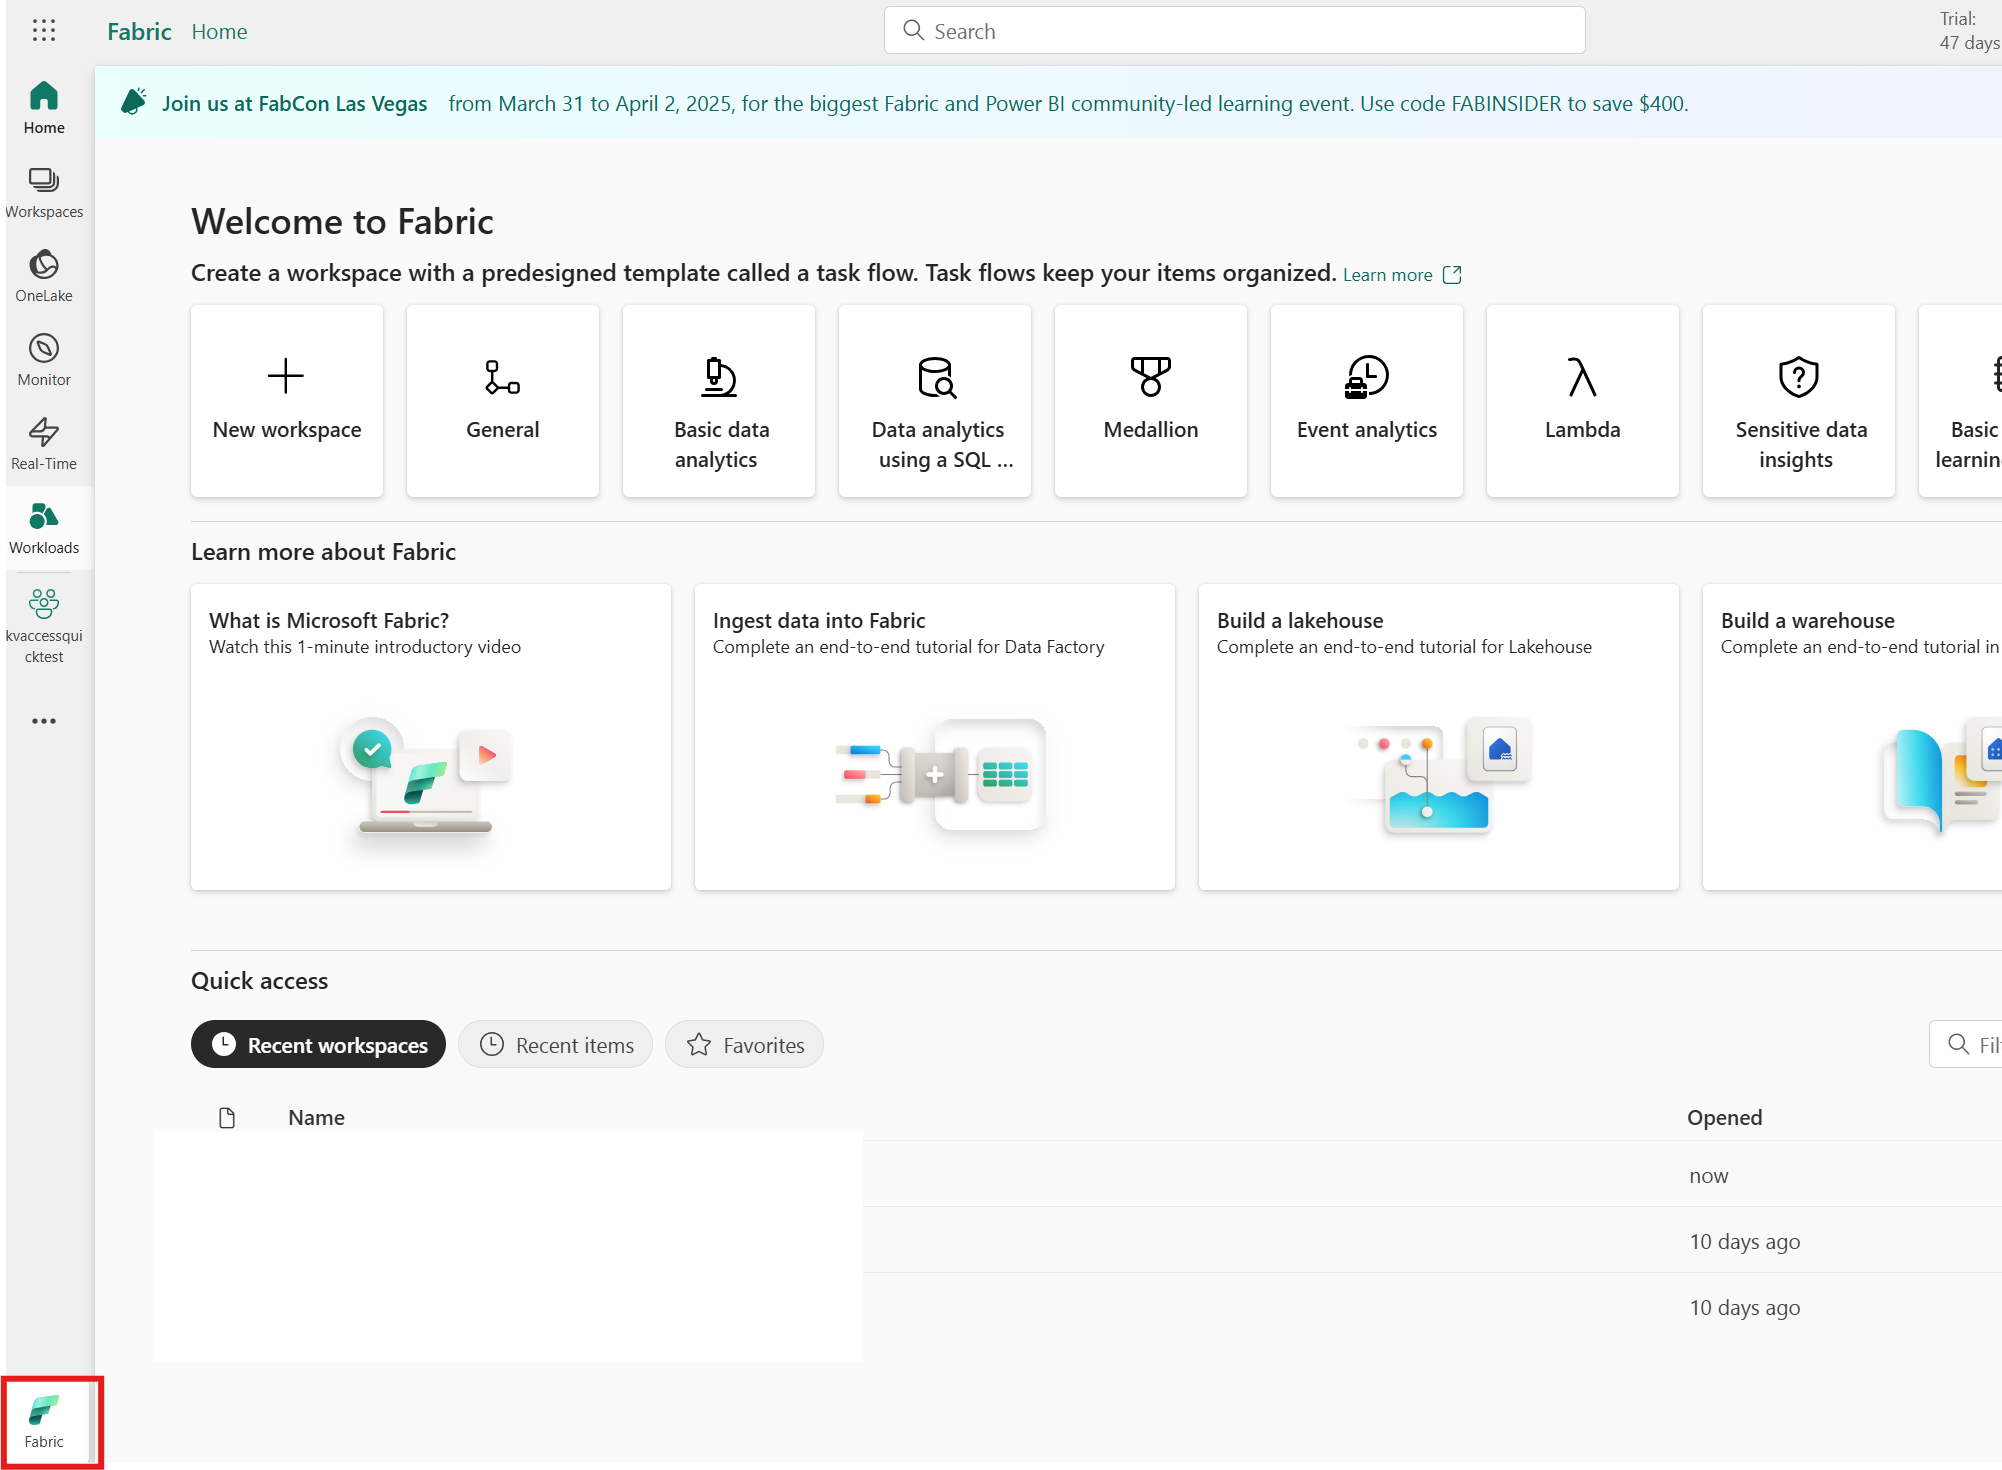 Fabric Home
Search
Trial:
47 days
Home
Workspaces
OneLake
Monitor
Real-Time
Workloads
kvaccessqui
cktest
Fabric
Join us at FabCon Las Vegas from March 31 to April 2, 2025, for the biggest Fabric and Power BI community-led learning event. Use code FABINSIDER to save $400.
Welcome to Fabric
Create a workspace with a predesigned template called a task flow. Task flows keep your items organized. Learn more
New workspace
General
Basic data
analytics
Data analytics
using a SQL ...
Medallion
Event analytics
Lambda
Sensitive data
insights
Basic
learnin
Learn more about Fabric
What is Microsoft Fabric?
Watch this 1-minute introductory video
Ingest data into Fabric
Complete an end-to-end tutorial for Data Factory
Build a lakehouse
Complete an end-to-end tutorial for Lakehouse
Build a warehouse
Complete an end-to-end tutorial in
Quick access
Recent workspaces
Recent items
Favorites
Fil
Name
Opened
now
10 days ago
10 days ago